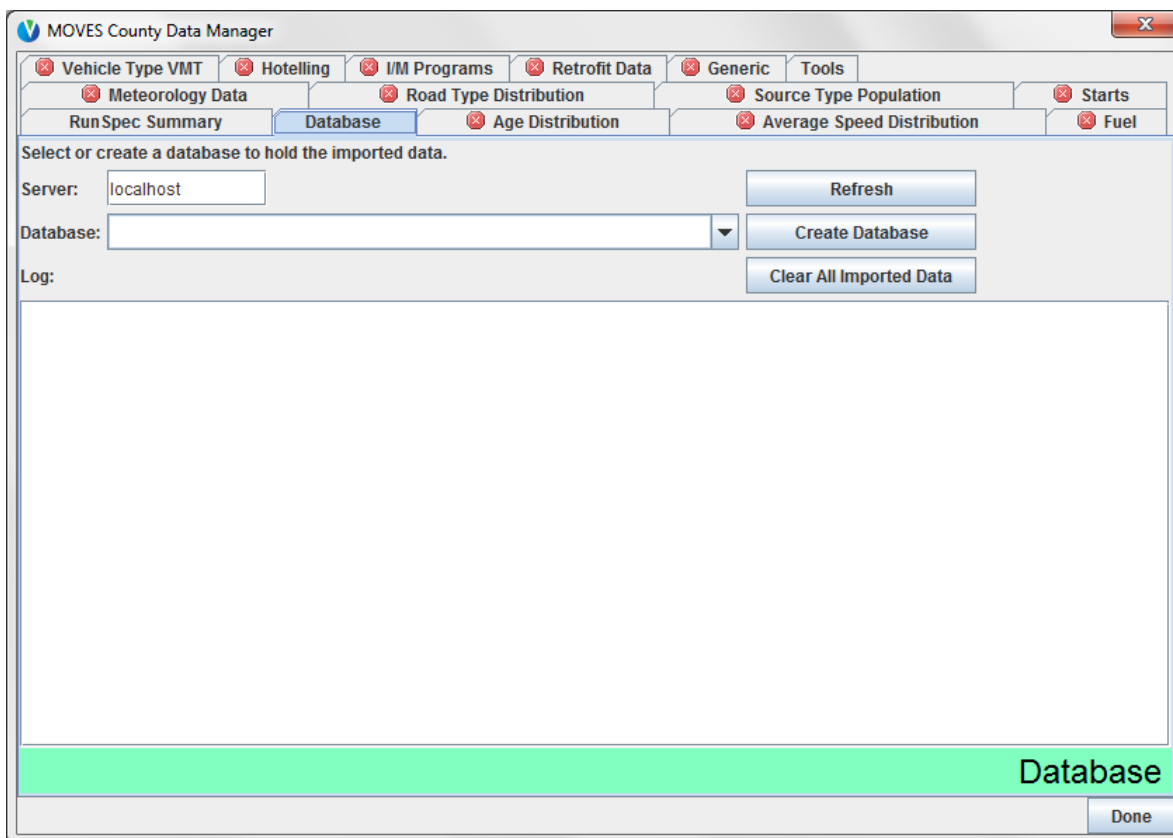 MOVES County Data Manager
Vehicle Type VMT Hotelling I/M Programs Retrofit Data Generic Tools
Meteorology Data Road Type Distribution Source Type Population Starts
RunSpec Summary Database Age Distribution Average Speed Distribution Fuel
Select or create a database to hold the imported data.
Server: localhost Refresh
Database: Create Database
Log: Clear All Imported Data
Database
Done